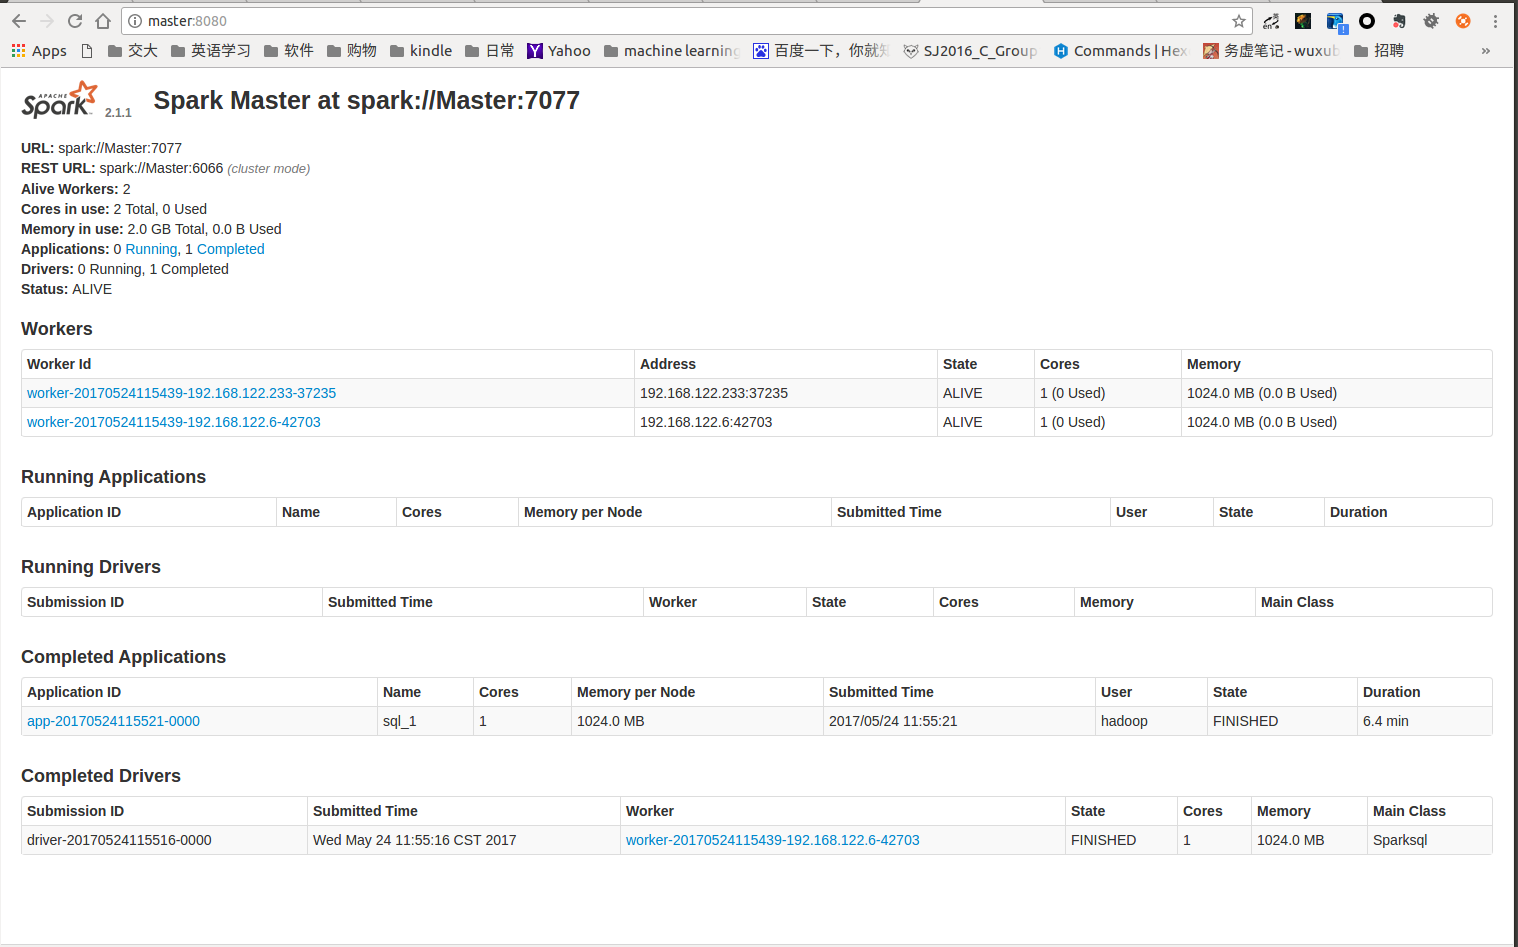 master:8080
Apps 交大 英语学习 软件 购物 kindle 日常 Yahoo machine learning 百度一下，你就知 SJ2016_C_Group Commands | Hex 务虚笔记 - wuxub 招聘 »
APACHE Spark 2.1.1 Spark Master at spark://Master:7077
URL: spark://Master:7077
REST URL: spark://Master:6066 (cluster mode)
Alive Workers: 2
Cores in use: 2 Total, 0 Used
Memory in use: 2.0 GB Total, 0.0 B Used
Applications: 0 Running, 1 Completed
Drivers: 0 Running, 1 Completed
Status: ALIVE
Workers
Worker Id Address State Cores Memory
worker-20170524115439-192.168.122.233-37235 192.168.122.233:37235 ALIVE 1 (0 Used) 1024.0 MB (0.0 B Used)
worker-20170524115439-192.168.122.6-42703 192.168.122.6:42703 ALIVE 1 (0 Used) 1024.0 MB (0.0 B Used)
Running Applications
Application ID Name Cores Memory per Node Submitted Time User State Duration
Running Drivers
Submission ID Submitted Time Worker State Cores Memory Main Class
Completed Applications
Application ID Name Cores Memory per Node Submitted Time User State Duration
app-20170524115521-0000 sql_1 1 1024.0 MB 2017/05/24 11:55:21 hadoop FINISHED 6.4 min
Completed Drivers
Submission ID Submitted Time Worker State Cores Memory Main Class
driver-20170524115516-0000 Wed May 24 11:55:16 CST 2017 worker-20170524115439-192.168.122.6-42703 FINISHED 1 1024.0 MB Sparksql